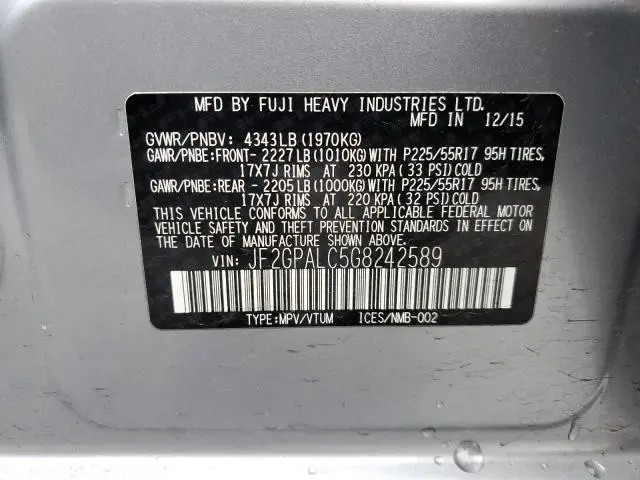 MFD BY FUJI HEAVY INDUSTRIES LTD.
MFD IN 12/15
GVWR/PNBV: 4343LB (1970KG)
GAWR/PNBE:FRONT- 2227LB (1010KG) WITH P225/55R17 95H TIRES,
17X7J RIMS AT 230 KPA (33 PSI) COLD
GAWR/PNBE:REAR - 2205LB (1000KG) WITH P225/55R17 95H TIRES,
17X7J RIMS AT 220 KPA (32 PSI) COLD
THIS VEHICLE CONFORMS TO ALL APPLICABLE FEDERAL MOTOR
VEHICLE SAFETY AND THEFT PREVENTION STANDARDS IN EFFECT
ON THE DATE OF MANUFACTURE SHOWN ABOVE.
VIN: JF2GPALC5G8242589
TYPE:MPV/VTUM ICES/NMB-002